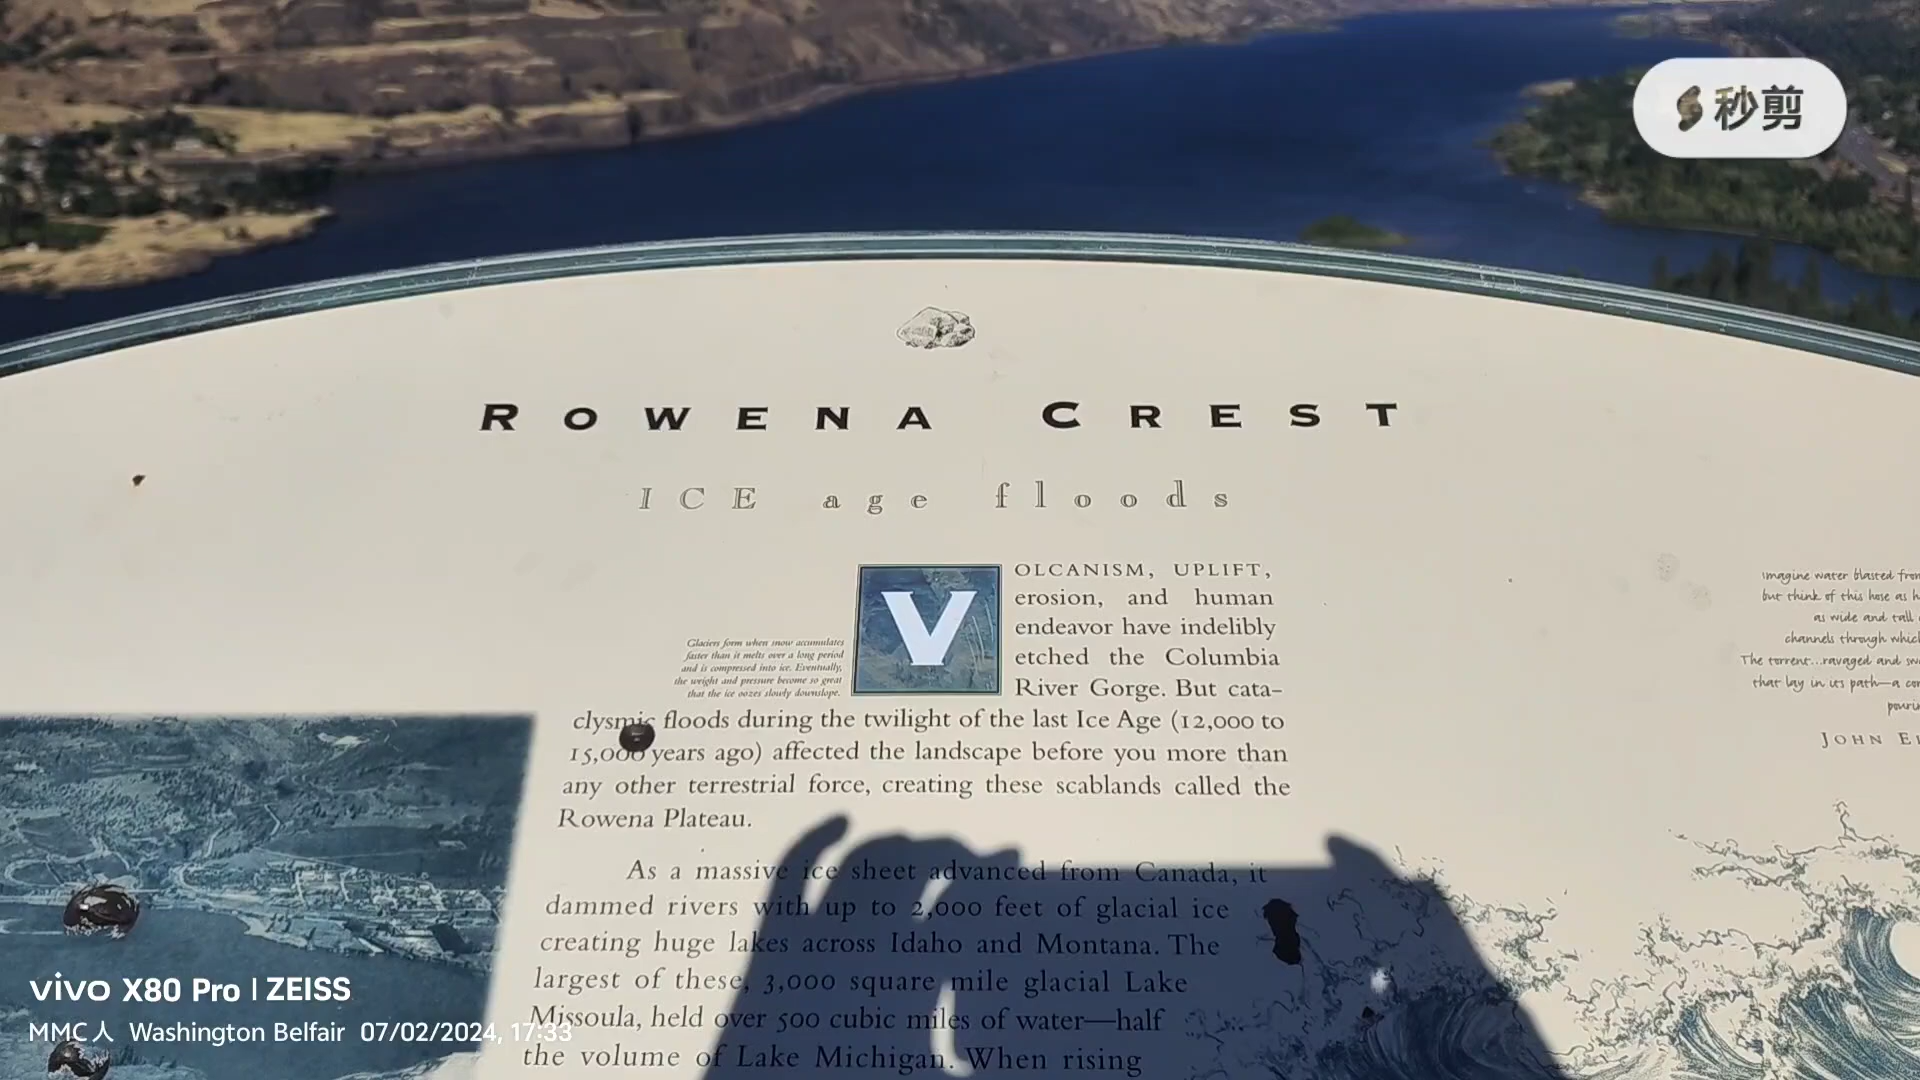 秒剪
ROWENA CREST
ICE age floods
VOLCANISM, UPLIFT,
erosion, and human
endeavor have indelibly
etched the Columbia
River Gorge. But cata-
clysmic floods during the twilight of the last Ice Age (12,000 to
15,000 years ago) affected the landscape before you more than
any other terrestrial force, creating these scablands called the
Rowena Plateau.
Glaciers form when snow accumulates
faster than it melts over a long period
and is compressed into ice. Eventually,
the weight and pressure become so great
that the ice oozes slowly downslope.
As a massive ice sheet advanced from Canada, it
dammed rivers with up to 2,000 feet of glacial ice
creating huge lakes across Idaho and Montana. The
largest of these, 3,000 square mile glacial Lake
Missoula, held over 500 cubic miles of water—half
the volume of Lake Michigan. When rising
Imagine water blasted from
but think of this hose as
as wide and tall
channels through which
The torrent...ravaged and
that lay in its path—a
JOHN
vivo X80 Pro | ZEISS
MMC人 Washington Belfair 07/02/2024, 17:33